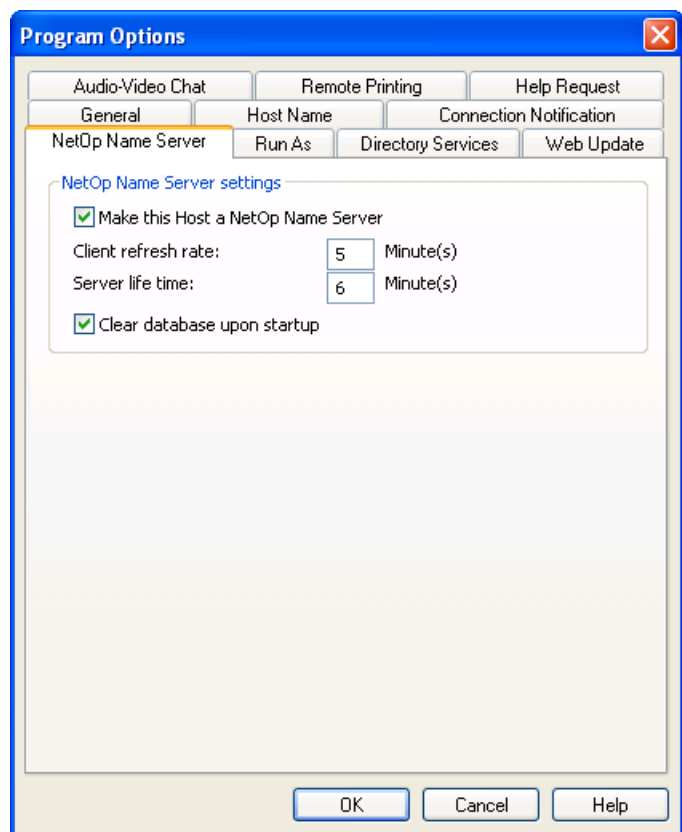 Program Options
Audio-Video Chat Remote Printing Help Request
General Host Name Connection Notification
NetOp Name Server Run As Directory Services Web Update
NetOp Name Server settings
Make this Host a NetOp Name Server
Client refresh rate: 5 Minute(s)
Server life time: 6 Minute(s)
Clear database upon startup
OK Cancel Help